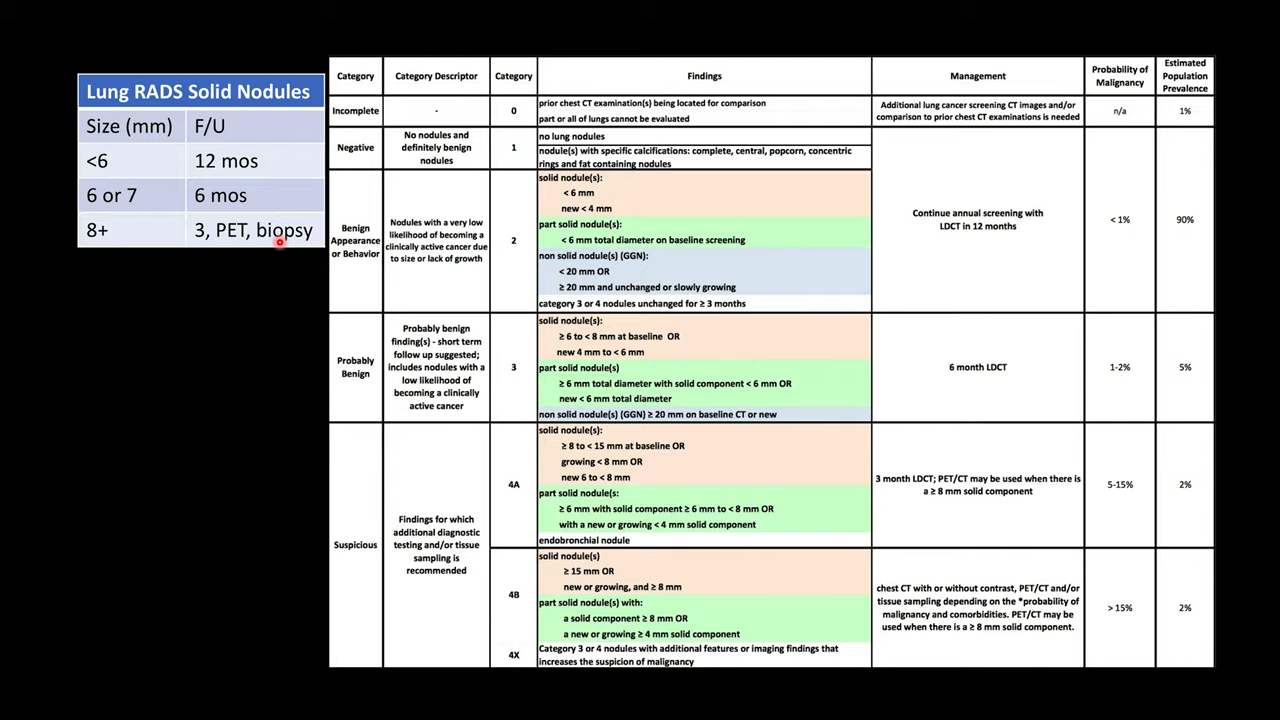 Lung RADS Solid Nodules
Size (mm) F/U
<6 12 mos
6 or 7 6 mos
8+ 3, PET, biopsy
Category Category Descriptor Category Findings Management Probability of Malignancy Estimated Population Prevalence
Incomplete - 0
prior chest CT examination(s) being located for comparison
part or all of lungs cannot be evaluated
Additional lung cancer screening CT images and/or
comparison to prior chest CT examinations is needed
n/a 1%
Negative
No nodules and
definitely benign
nodules
1
no lung nodules
nodule(s) with specific calcifications: complete, central, popcorn, concentric
rings and fat containing nodules
Benign
Appearance
or Behavior
Nodules with a very low
likelihood of becoming a
clinically active cancer due
to size or lack of growth
2
solid nodule(s):
< 6 mm
new < 4 mm
part solid nodule(s):
< 6 mm total diameter on baseline screening
non solid nodule(s) (GGN):
< 20 mm OR
≥ 20 mm and unchanged or slowly growing
category 3 or 4 nodules unchanged for ≥ 3 months
Continue annual screening with
LDCT in 12 months
< 1% 90%
Probably
Benign
Probably benign
finding(s) - short term
follow up suggested;
includes nodules with a
low likelihood of
becoming a clinically
active cancer
3
solid nodule(s):
≥ 6 to < 8 mm at baseline OR
new 4 mm to < 6 mm
part solid nodule(s)
≥ 6 mm total diameter with solid component < 6 mm OR
new < 6 mm total diameter
non solid nodule(s) (GGN) ≥ 20 mm on baseline CT or new
6 month LDCT
1-2% 5%
Suspicious
Findings for which
additional diagnostic
testing and/or tissue
sampling is
recommended
4A
solid nodule(s):
≥ 8 to < 15 mm at baseline OR
growing < 8 mm OR
new 6 to < 8 mm
part solid nodule(s:
≥ 6 mm with solid component ≥ 6 mm to < 8 mm OR
with a new or growing < 4 mm solid component
endobronchial nodule
3 month LDCT; PET/CT may be used when there is
a ≥ 8 mm solid component
5-15% 2%
4B
solid nodule(s)
≥ 15 mm OR
new or growing, and ≥ 8 mm
part solid nodule(s) with:
a solid component ≥ 8 mm OR
a new or growing ≥ 4 mm solid component
4X
Category 3 or 4 nodules with additional features or imaging findings that
increases the suspicion of malignancy
chest CT with or without contrast, PET/CT and/or
tissue sampling depending on the *probability of
malignancy and comorbidities. PET/CT may be
used when there is a ≥ 8 mm solid component.
> 15% 2%